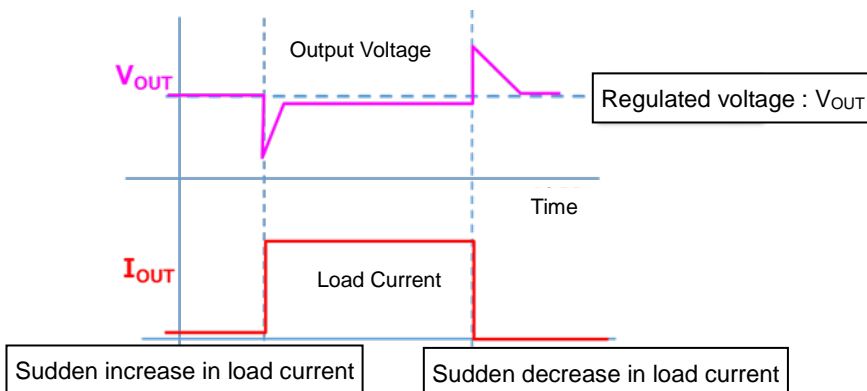 Output Voltage
VOUT
Regulated voltage : VOUT
Time
IOUT
Load Current
Sudden increase in load current
Sudden decrease in load current